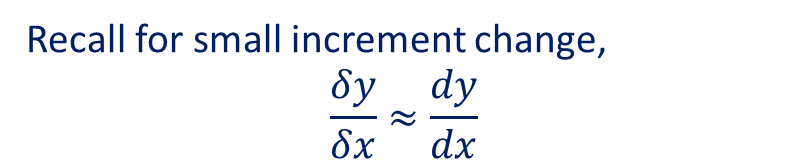 Recall for small increment change,
𝛿𝑦/𝛿𝑥 ≈ 𝑑𝑦/𝑑𝑥